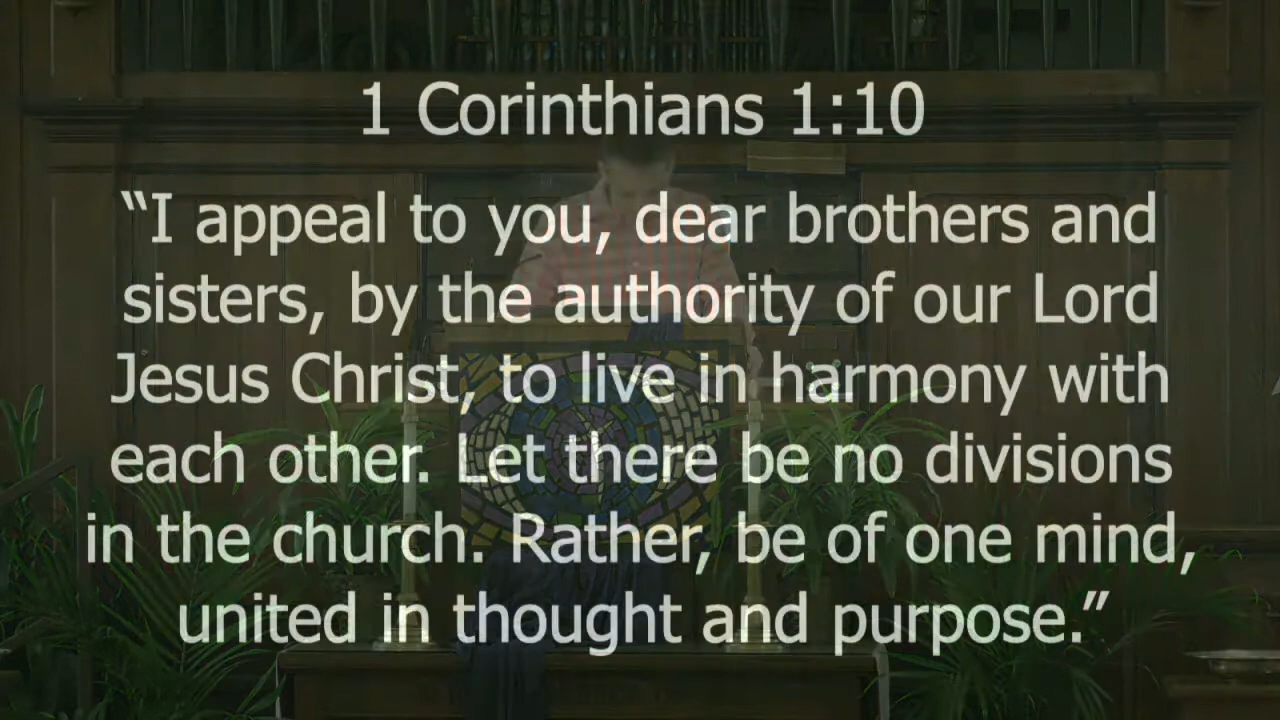 1 Corinthians 1:10
“I appeal to you, dear brothers and
sisters, by the authority of our Lord
Jesus Christ, to live in harmony with
each other. Let there be no divisions
in the church. Rather, be of one mind,
united in thought and purpose.”